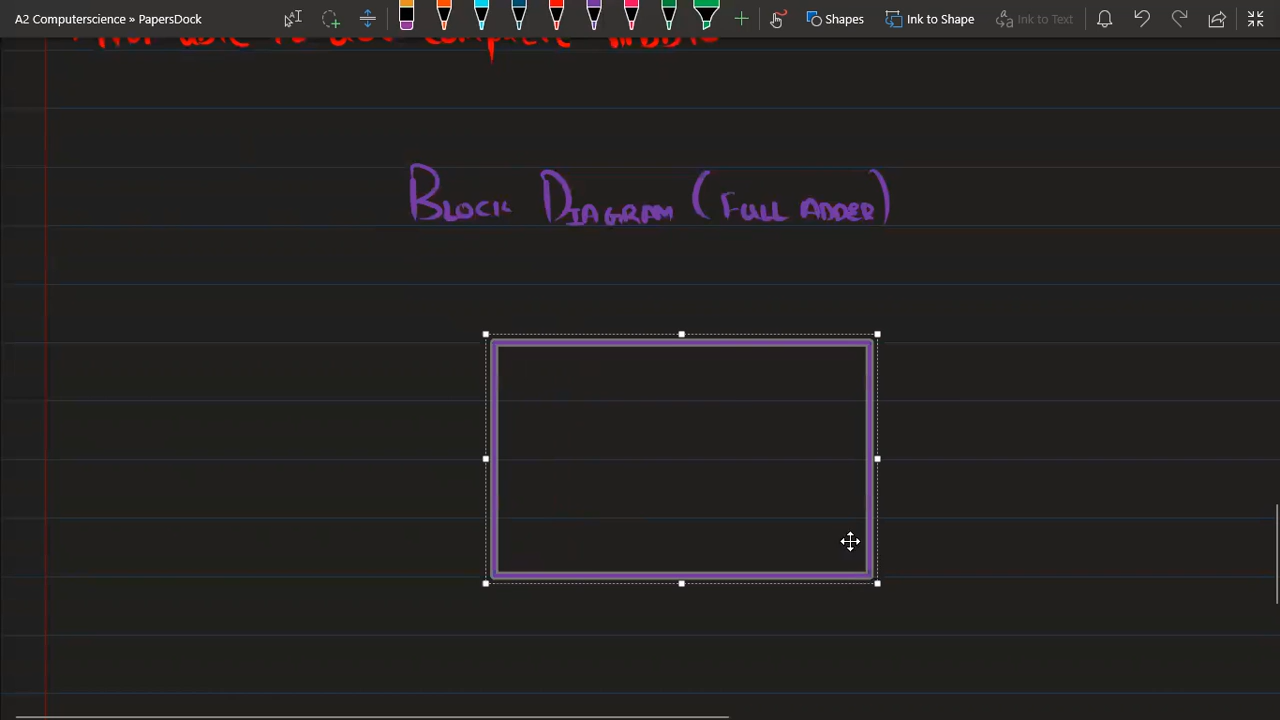 A2 Computerscience » PapersDock
Shapes
Ink to Shape
Ink to Text
BLOCK DIAGRAM (FULL ADDER)